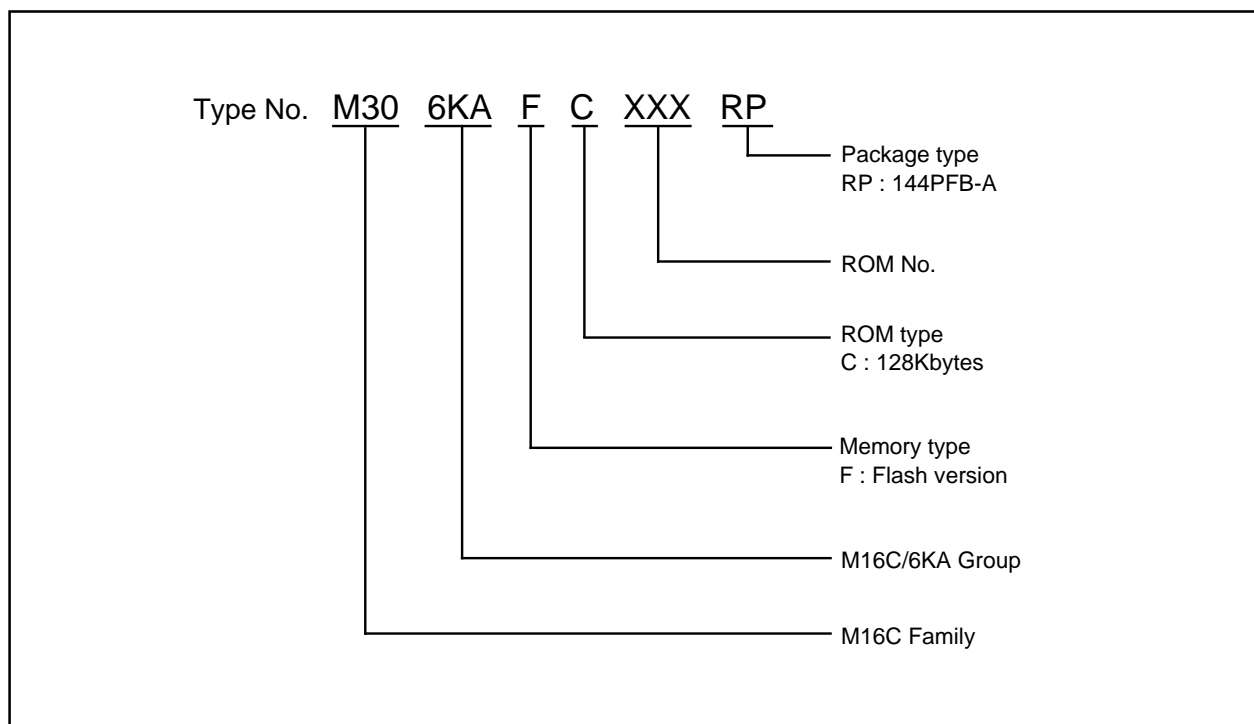 Type No. M30 6KA F C XXX RP
Package type
RP : 144PFB-A
ROM No.
ROM type
C : 128Kbytes
Memory type
F : Flash version
M16C/6KA Group
M16C Family